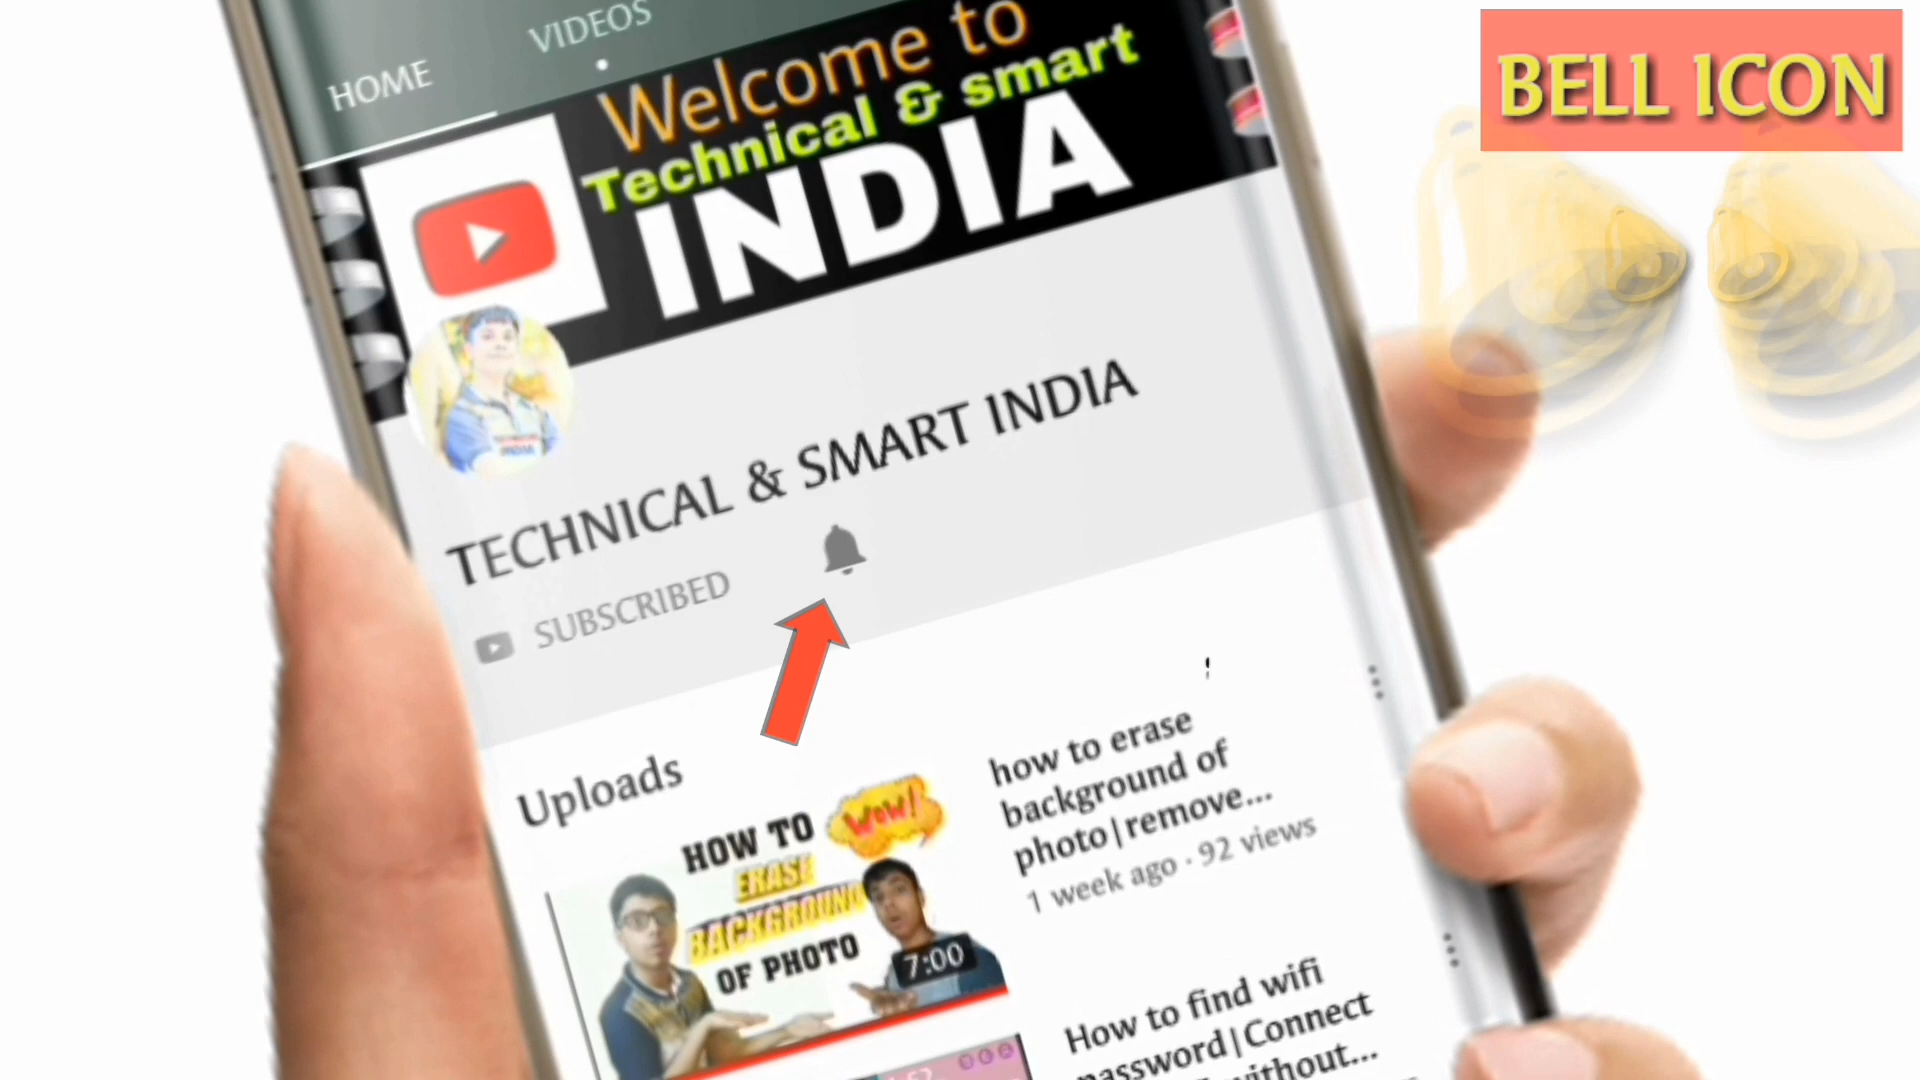 VIDEOS
HOME
BELL ICON
Welcome to
Technical & smart
INDIA
TECHNICAL & SMART INDIA
SUBSCRIBED
Uploads
HOW TO
WOW!
ERASE
BACKGROUND
OF PHOTO
7:00
how to erase
background of
photo|remove...
1 week ago · 92 views
How to find wifi
password|Connect
without...